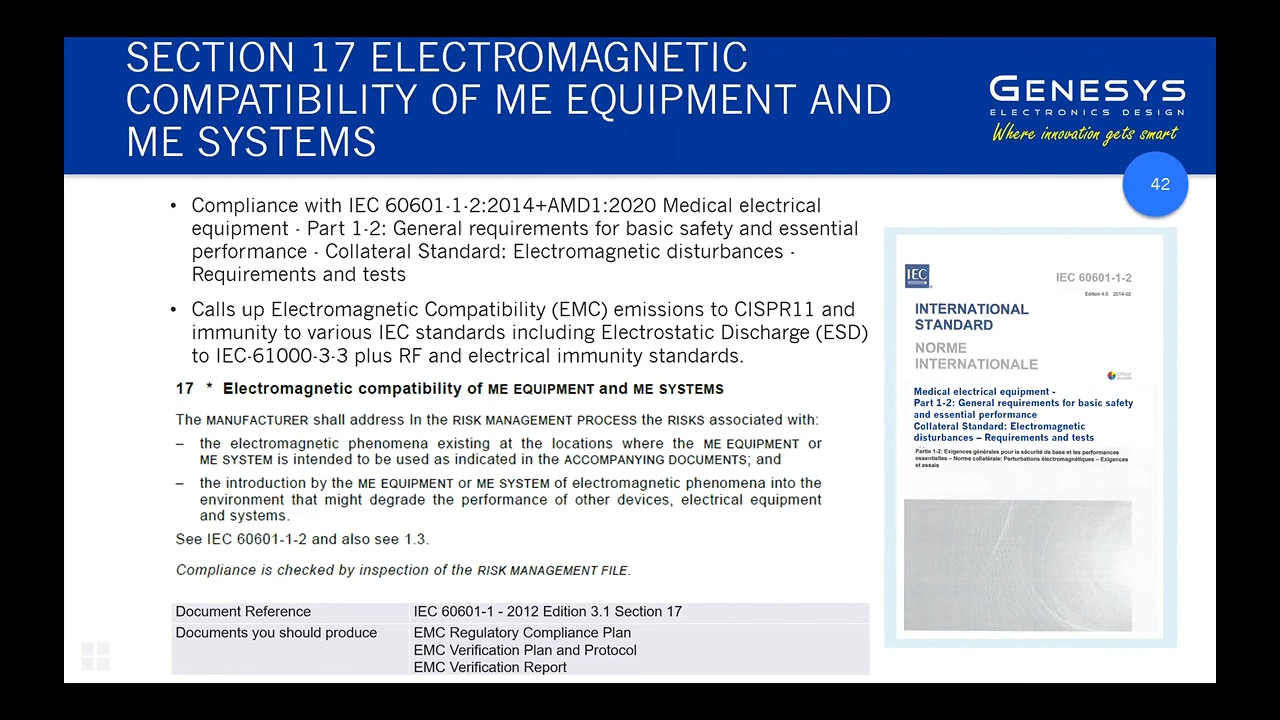 SECTION 17 ELECTROMAGNETIC
COMPATIBILITY OF ME EQUIPMENT AND
ME SYSTEMS
GENESYS
ELECTRONICS DESIGN
Where innovation gets smart
42
• Compliance with IEC 60601-1-2:2014+AMD1:2020 Medical electrical
equipment - Part 1-2: General requirements for basic safety and essential
performance - Collateral Standard: Electromagnetic disturbances -
Requirements and tests
• Calls up Electromagnetic Compatibility (EMC) emissions to CISPR11 and
immunity to various IEC standards including Electrostatic Discharge (ESD)
to IEC-61000-3-3 plus RF and electrical immunity standards.
17 * Electromagnetic compatibility of ME EQUIPMENT and ME SYSTEMS
The MANUFACTURER shall address In the RISK MANAGEMENT PROCESS the RISKS associated with:
– the electromagnetic phenomena existing at the locations where the ME EQUIPMENT or
ME SYSTEM is intended to be used as indicated in the ACCOMPANYING DOCUMENTS; and
– the introduction by the ME EQUIPMENT or ME SYSTEM of electromagnetic phenomena into the
environment that might degrade the performance of other devices, electrical equipment
and systems.
See IEC 60601-1-2 and also see 1.3.
Compliance is checked by inspection of the RISK MANAGEMENT FILE.
Document Reference IEC 60601-1 - 2012 Edition 3.1 Section 17
Documents you should produce EMC Regulatory Compliance Plan
EMC Verification Plan and Protocol
EMC Verification Report
IEC
IEC 60601-1-2
Edition 4.0 2014-02
INTERNATIONAL
STANDARD
NORME
INTERNATIONALE
colour
inside
Medical electrical equipment -
Part 1-2: General requirements for basic safety
and essential performance
Collateral Standard: Electromagnetic
disturbances – Requirements and tests
Partie 1-2: Exigences générales pour la sécurité de base et les performances
essentielles – Norme collatérale: Perturbations électromagnétiques – Exigences
et essais